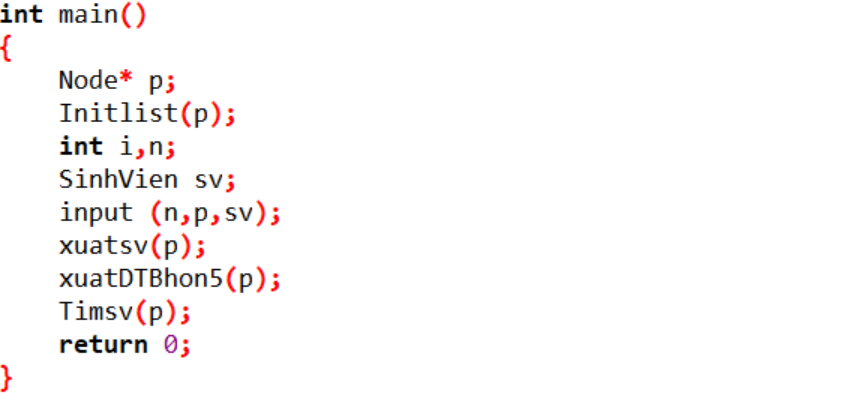 int main()
{
    Node* p;
    Initlist(p);
    int i,n;
    SinhVien sv;
    input (n,p,sv);
    xuatsv(p);
    xuatDTBhon5(p);
    Timsv(p);
    return 0;
}